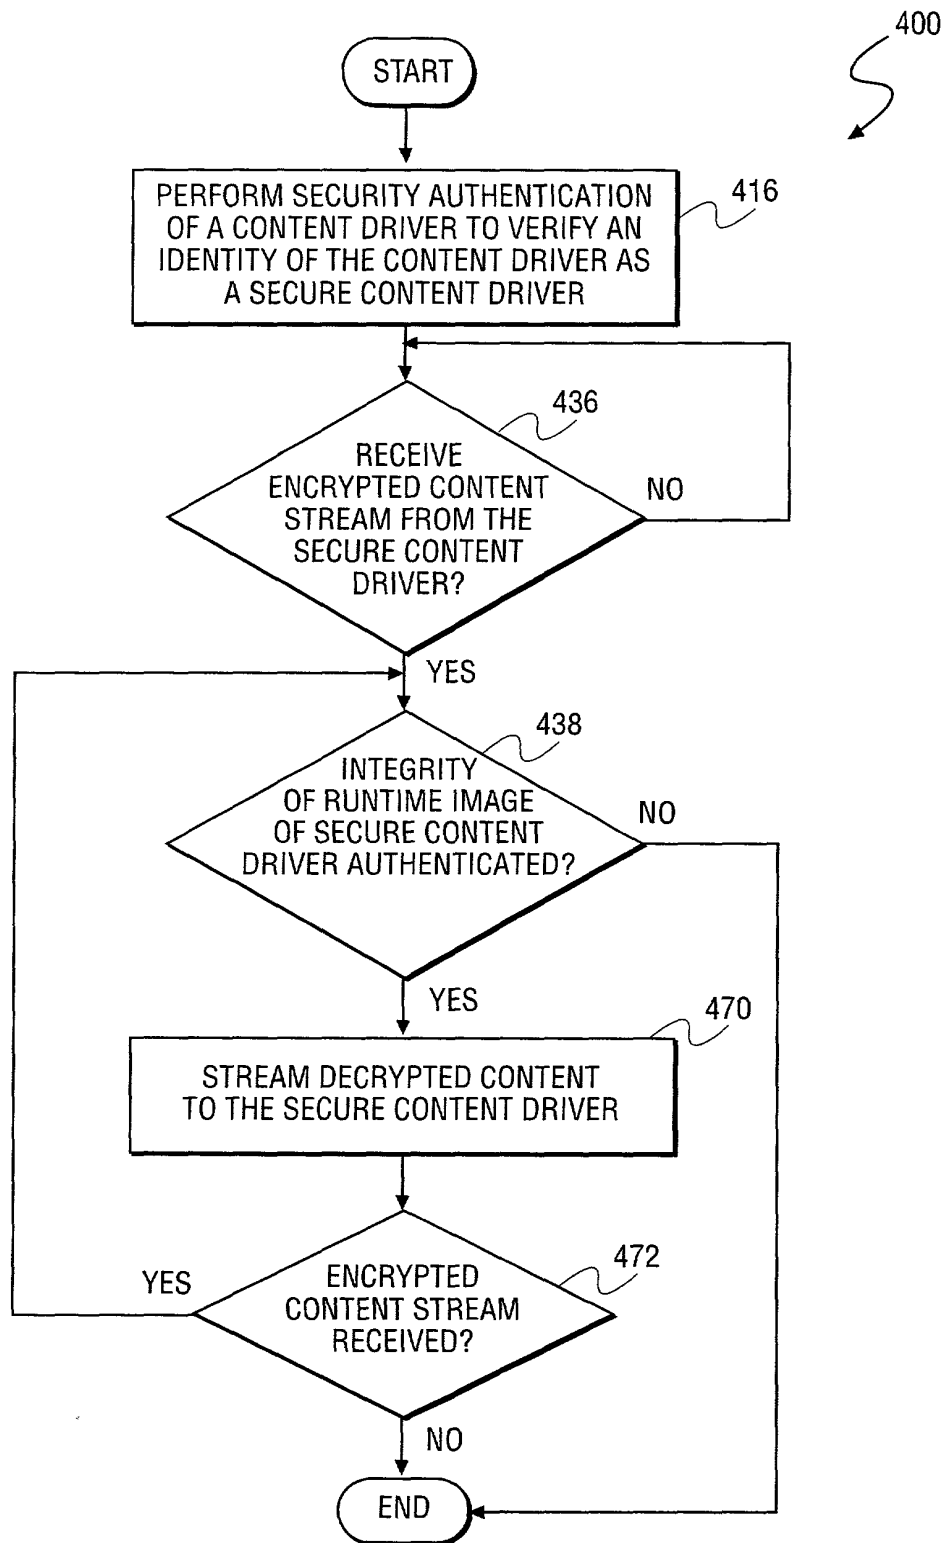 400
START
PERFORM SECURITY AUTHENTICATION
OF A CONTENT DRIVER TO VERIFY AN
IDENTITY OF THE CONTENT DRIVER AS
A SECURE CONTENT DRIVER
416
RECEIVE
ENCRYPTED CONTENT
STREAM FROM THE
SECURE CONTENT
DRIVER?
436
NO
YES
INTEGRITY
OF RUNTIME IMAGE
OF SECURE CONTENT
DRIVER AUTHENTICATED?
438
NO
YES
STREAM DECRYPTED CONTENT
TO THE SECURE CONTENT DRIVER
470
ENCRYPTED
CONTENT STREAM
RECEIVED?
472
YES
NO
END